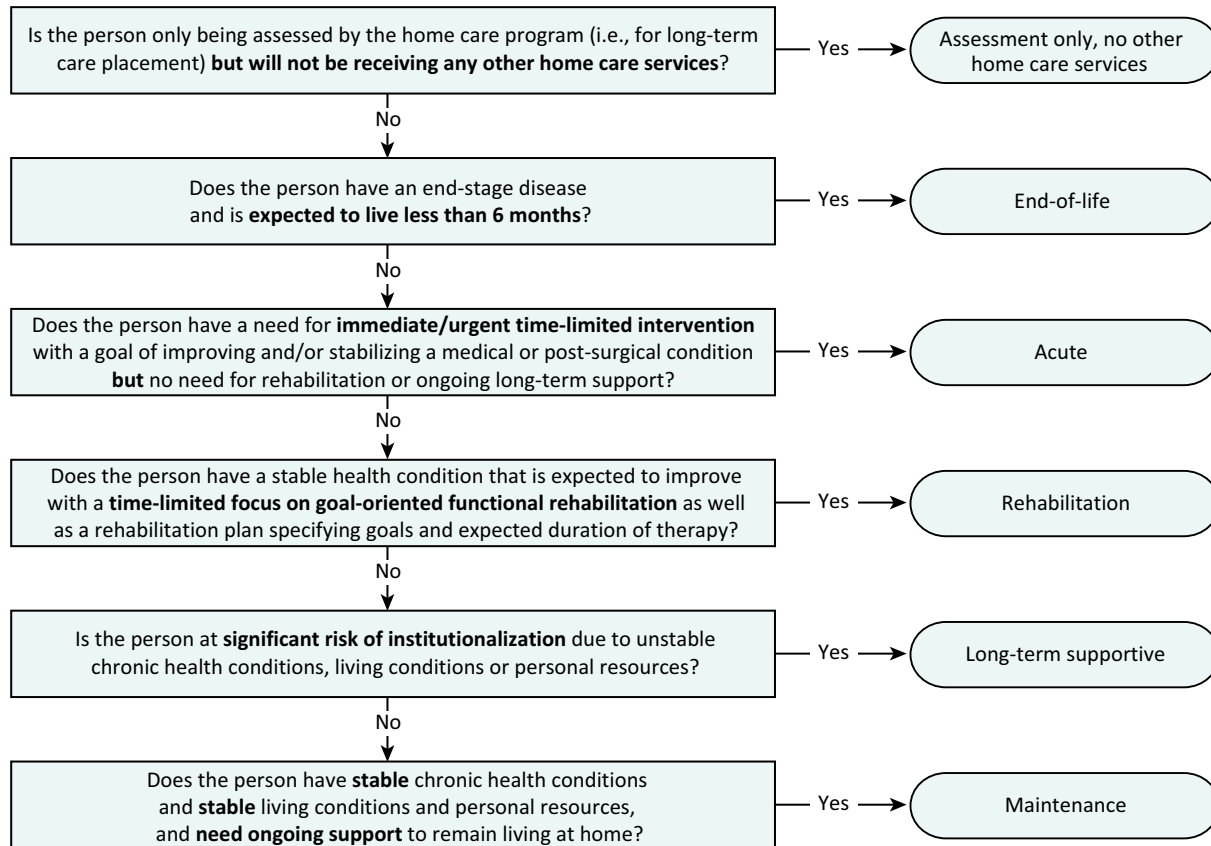 Is the person only being assessed by the home care program (i.e., for long-term
care placement) but will not be receiving any other home care services?
Yes
Assessment only, no other
home care services
No
Does the person have an end-stage disease
and is expected to live less than 6 months?
Yes
End-of-life
No
Does the person have a need for immediate/urgent time-limited intervention
with a goal of improving and/or stabilizing a medical or post-surgical condition
but no need for rehabilitation or ongoing long-term support?
Yes
Acute
No
Does the person have a stable health condition that is expected to improve
with a time-limited focus on goal-oriented functional rehabilitation as well
as a rehabilitation plan specifying goals and expected duration of therapy?
Yes
Rehabilitation
No
Is the person at significant risk of institutionalization due to unstable
chronic health conditions, living conditions or personal resources?
Yes
Long-term supportive
No
Does the person have stable chronic health conditions
and stable living conditions and personal resources,
and need ongoing support to remain living at home?
Yes
Maintenance